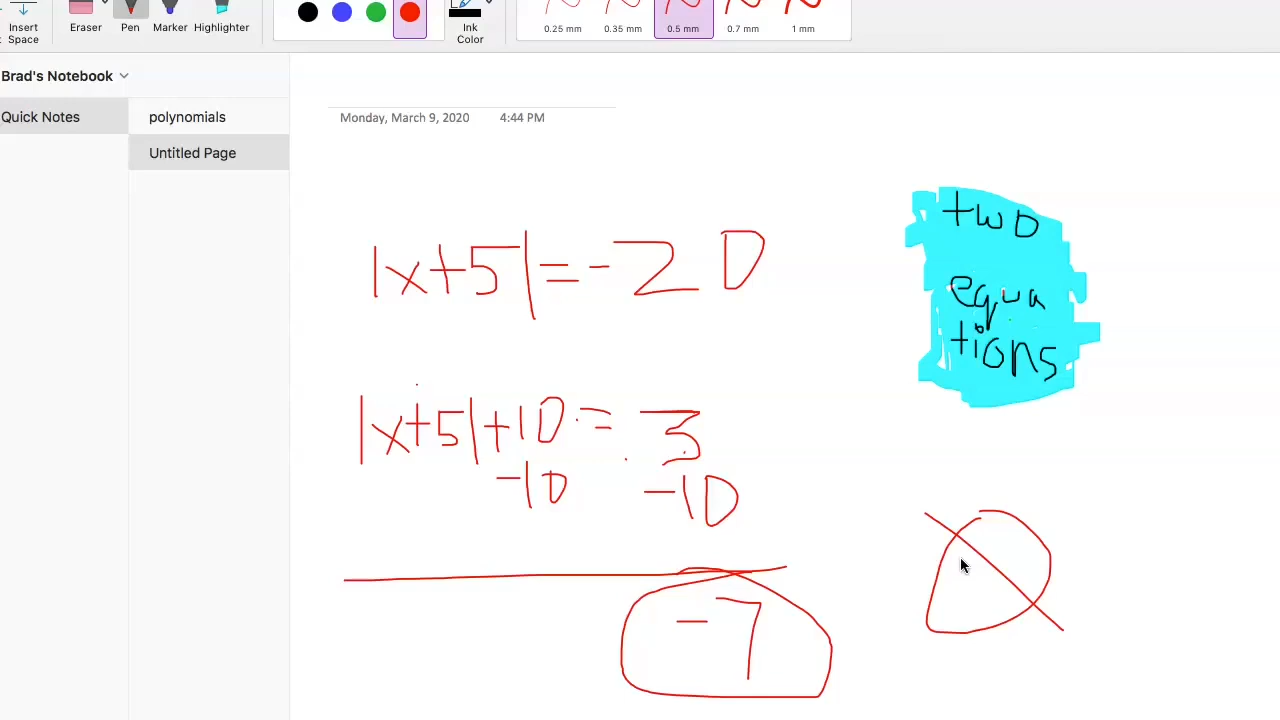 Insert
Space
Eraser
Pen
Marker
Highlighter
Ink
Color
0.25 mm
0.35 mm
0.5 mm
0.7 mm
1 mm
Brad's Notebook
Quick Notes
polynomials
Untitled Page
Monday, March 9, 2020
4:44 PM
|x+5|=-20
|x+5|+10=3
-10 -10
-7
two
equa
tions